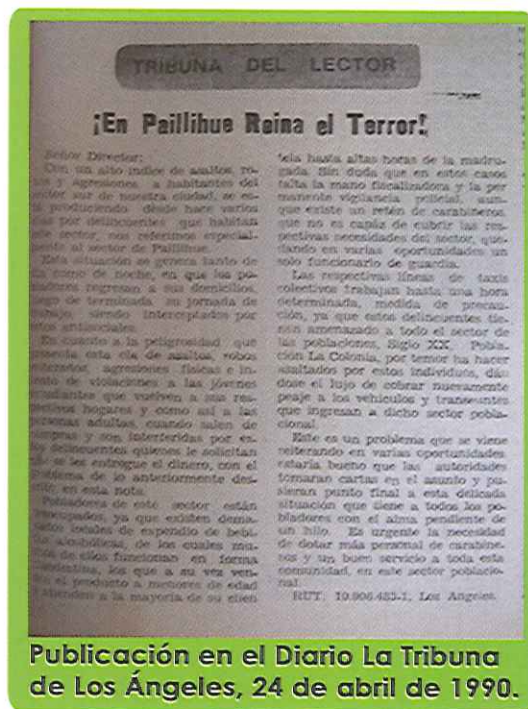 TRIBUNA DEL LECTOR
¡En Paillihue Reina el Terror!
Señor Director:
Con un alto indice de asaltos, ro-
y agresiones a habitantes del
sur de nuestra ciudad, se es-
produciendo desde hace varios
por delincuentes que habitan
sector, nos referimos especial-
al sector de Paillihue.
Esta situación se genera tanto de
como de noche, en que los po-
regresan a sus domicilios,
de terminada su jornada de
siendo interceptados por
antisociales.
En cuanto a la peligrosidad que
esta ola de asaltos, robos
agresiones físicas e in-
de violaciones a las jóvenes
que vuelven a sus res-
hogares y como así a las
adultas, cuando salen de
y son interferidas por es-
delincuentes quienes le solicitan
se les entregue el dinero, con el
de lo anteriormente des-
en esta nota.
Pobladores de este sector están
ya que existen dema-
locales de expendio de bebi-
alcohólicas, de los cuales mu-
de ellos funcionan en forma
los que a su vez ven-
el producto a menores de edad
atienden a la mayoría de su clien
tela hasta altas horas de la madru-
gada. Sin duda que en estos casos
falta la mano fiscalizadora y la per
manente vigilancia policial, aun-
que existe un retén de carabineros
que no es capáz de cubrir las res-
pectivas necesidades del sector, que-
dando en varias oportunidades un
solo funcionario de guardia.
Las respectivas líneas de taxis
colectivos trabajan hasta una hora
determinada, medida de precau-
ción, ya que estos delincuentes tie-
nen amenazado a todo el sector de
las poblaciones, Siglo XX, Pobla-
ción La Colonia, por temor ha hacer
asaltados por estos individuos, dán
dose el lujo de cobrar nuevamente
peaje a los vehículos y transeuntes
que ingresan a dicho sector pobla-
cional.
Este es un problema que se viene
reiterando en varias oportunidades
estaría bueno que las autoridades
tomaran cartas en el asunto y pu-
sieran punto final a esta delicada
situación que tiene a todos los po-
bladores con el alma pendiente de
un hilo. Es urgente la necesidad
de dotar más personal de carabine-
ros y un buen servicio a toda esta
comunidad, en este sector poblacio-
nal.
RUT, Los Angeles.
Publicación en el Diario La Tribuna
de Los Ángeles, 24 de abril de 1990.